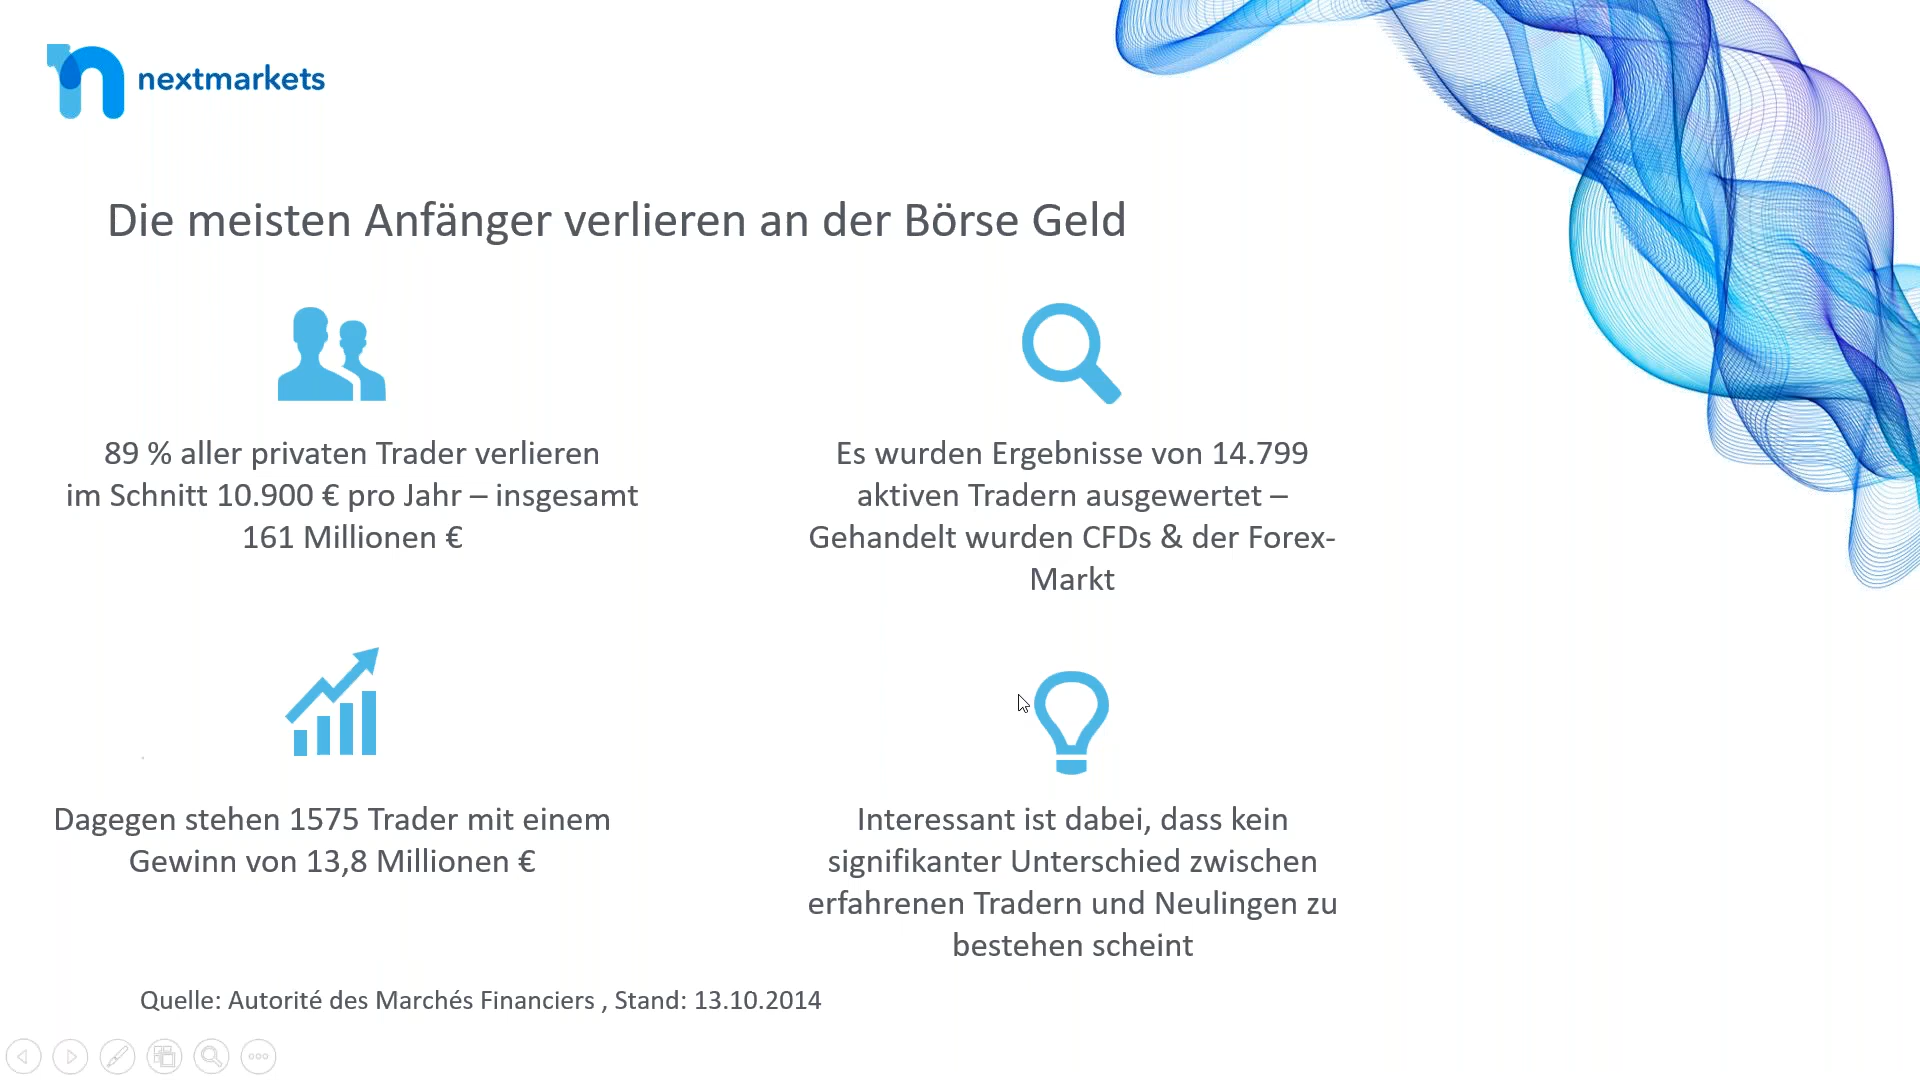 nextmarkets
Die meisten Anfänger verlieren an der Börse Geld
89 % aller privaten Trader verlieren
im Schnitt 10.900 € pro Jahr – insgesamt
161 Millionen €
Es wurden Ergebnisse von 14.799
aktiven Tradern ausgewertet –
Gehandelt wurden CFDs & der Forex-
Markt
Dagegen stehen 1575 Trader mit einem
Gewinn von 13,8 Millionen €
Interessant ist dabei, dass kein
signifikanter Unterschied zwischen
erfahrenen Tradern und Neulingen zu
bestehen scheint
Quelle: Autorité des Marchés Financiers , Stand: 13.10.2014